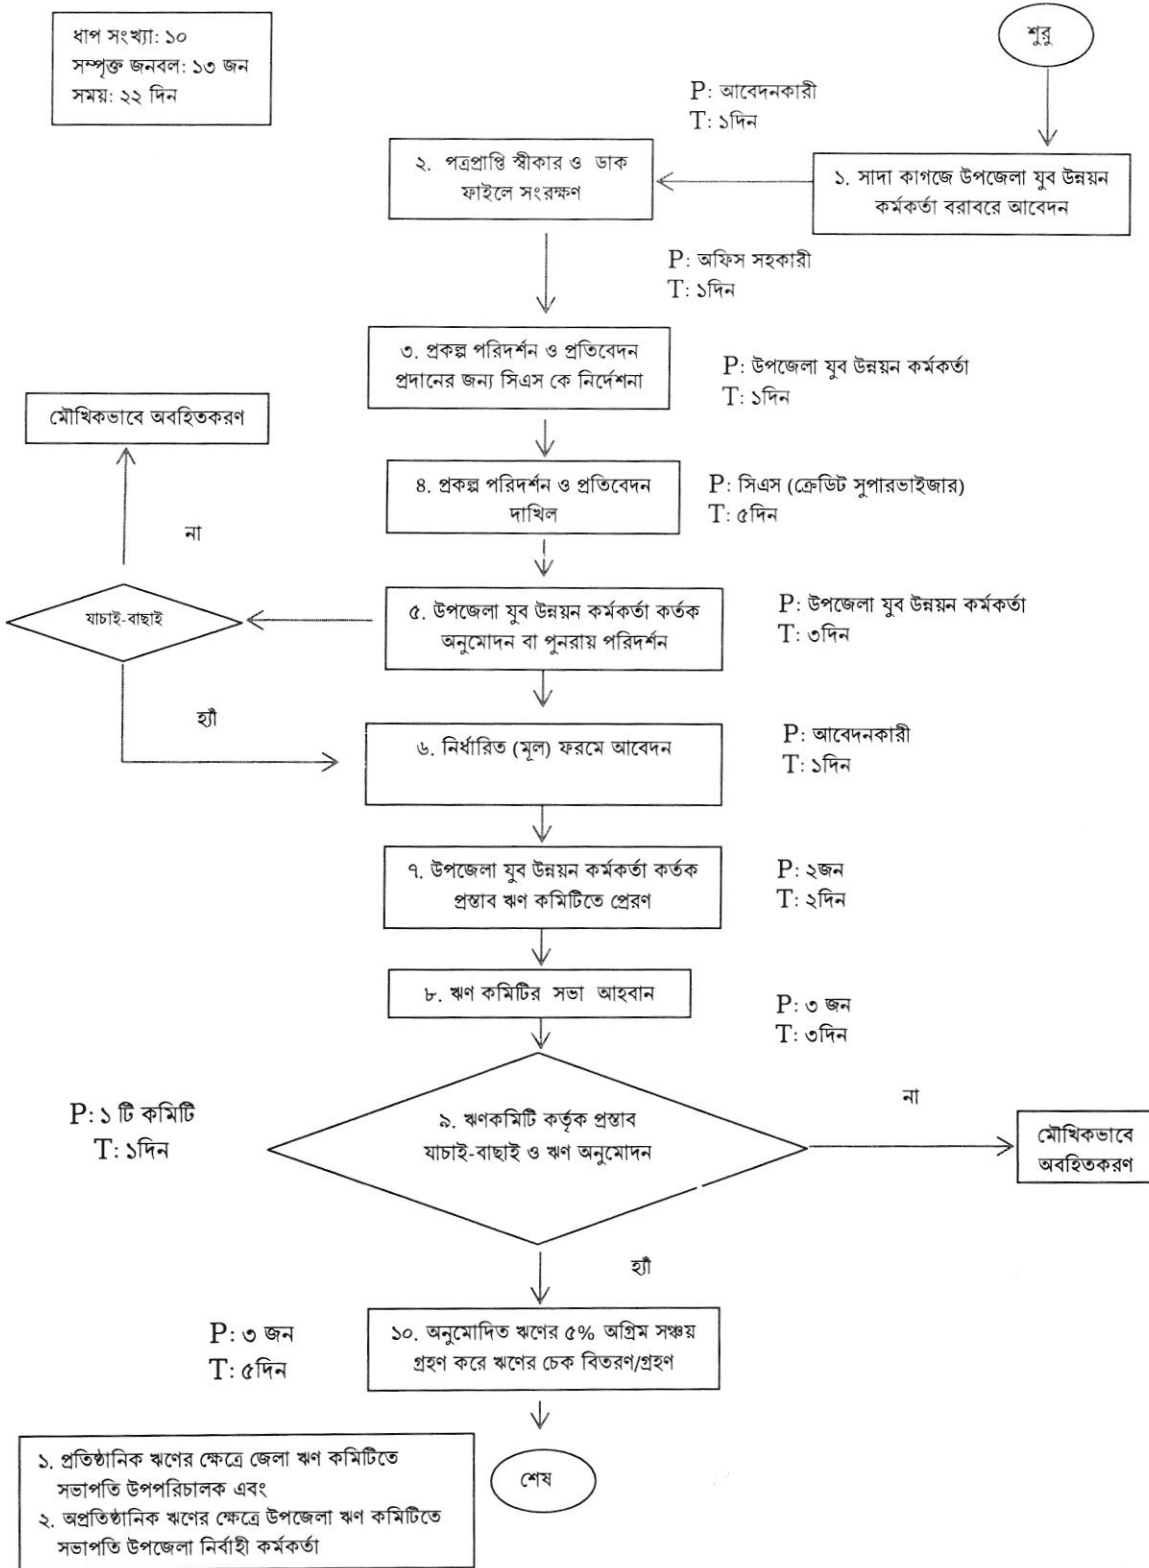 ধাপ সংখ্যা: ১০
সম্পৃক্ত জনবল: ১৩ জন
সময়: ২২ দিন
শুরু
P: আবেদনকারী
T: ১দিন
১. সাদা কাগজে উপজেলা যুব উন্নয়ন
কর্মকর্তা বরাবরে আবেদন
২. পত্রপ্রাপ্তি স্বীকার ও ডাক
ফাইলে সংরক্ষণ
P: অফিস সহকারী
T: ১দিন
৩. প্রকল্প পরিদর্শন ও প্রতিবেদন
প্রদানের জন্য সিএস কে নির্দেশনা
P: উপজেলা যুব উন্নয়ন কর্মকর্তা
T: ১দিন
মৌখিকভাবে অবহিতকরণ
৪. প্রকল্প পরিদর্শন ও প্রতিবেদন
দাখিল
P: সিএস (ক্রেডিট সুপারভাইজার)
T: ৫দিন
না
যাচাই-বাছাই
৫. উপজেলা যুব উন্নয়ন কর্মকর্তা কর্তক
অনুমোদন বা পুনরায় পরিদর্শন
P: উপজেলা যুব উন্নয়ন কর্মকর্তা
T: ৩দিন
হ্যাঁ
৬. নির্ধারিত (মূল) ফরমে আবেদন
P: আবেদনকারী
T: ১দিন
৭. উপজেলা যুব উন্নয়ন কর্মকর্তা কর্তক
প্রস্তাব ঋণ কমিটিতে প্রেরণ
P: ২জন
T: ২দিন
৮. ঋণ কমিটির সভা আহবান
P: ৩ জন
T: ৩দিন
P: ১ টি কমিটি
T: ১দিন
৯. ঋণকমিটি কর্তৃক প্রস্তাব
যাচাই-বাছাই ও ঋণ অনুমোদন
না
মৌখিকভাবে
অবহিতকরণ
হ্যাঁ
P: ৩ জন
T: ৫দিন
১০. অনুমোদিত ঋণের ৫% অগ্রিম সঞ্চয়
গ্রহণ করে ঋণের চেক বিতরণ/গ্রহণ
১. প্রতিষ্ঠানিক ঋণের ক্ষেত্রে জেলা ঋণ কমিটিতে
সভাপতি উপপরিচালক এবং
২. অপ্রতিষ্ঠানিক ঋণের ক্ষেত্রে উপজেলা ঋণ কমিটিতে
সভাপতি উপজেলা নির্বাহী কর্মকর্তা
শেষ